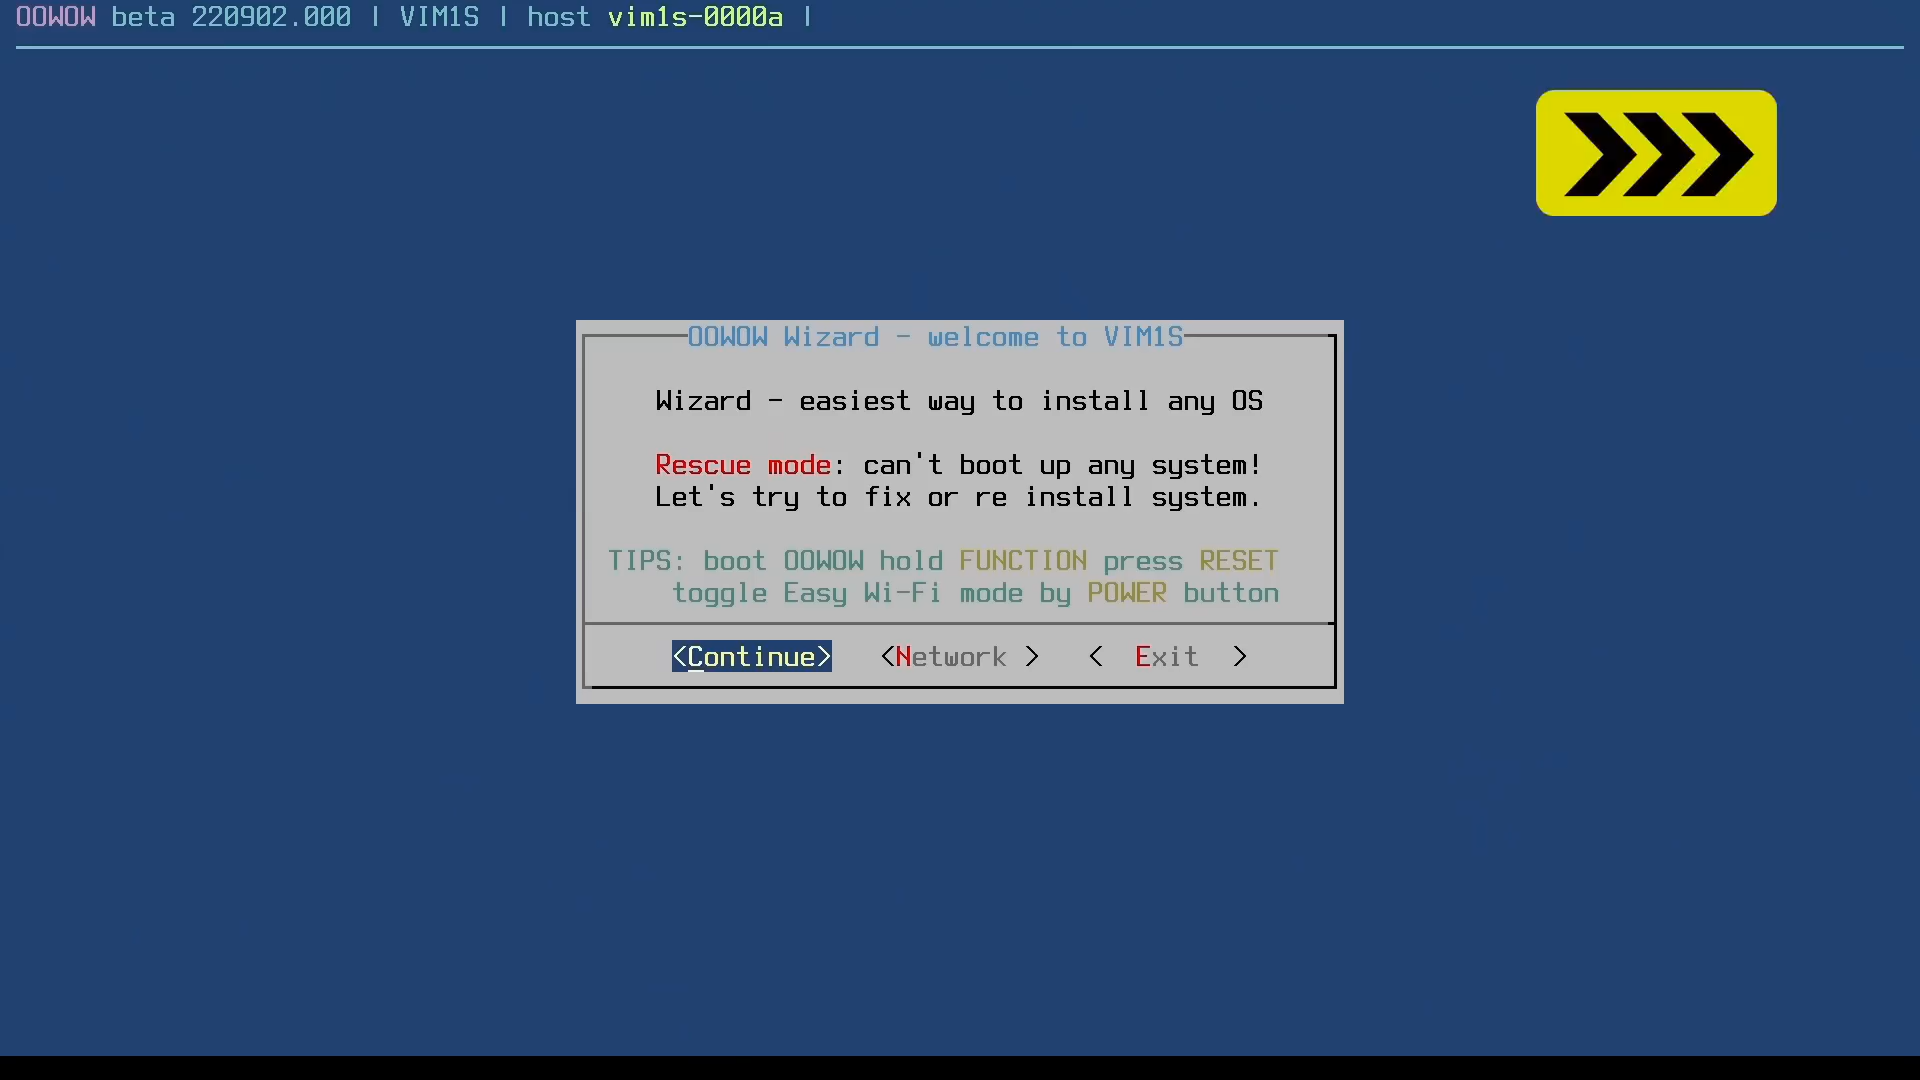 OOWOW beta 220902.000 | VIM1S | host vim1s-0000a |
OOWOW Wizard - welcome to VIM1S
Wizard - easiest way to install any OS
Rescue mode: can't boot up any system!
Let's try to fix or re install system.
TIPS: boot OOWOW hold FUNCTION press RESET
toggle Easy Wi-Fi mode by POWER button
<Continue> <Network > < Exit >